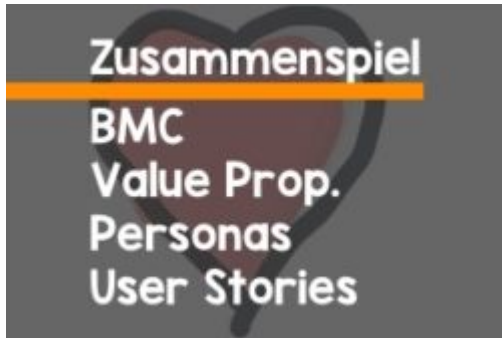 Zusammenspiel
BMC
Value Prop.
Personas
User Stories